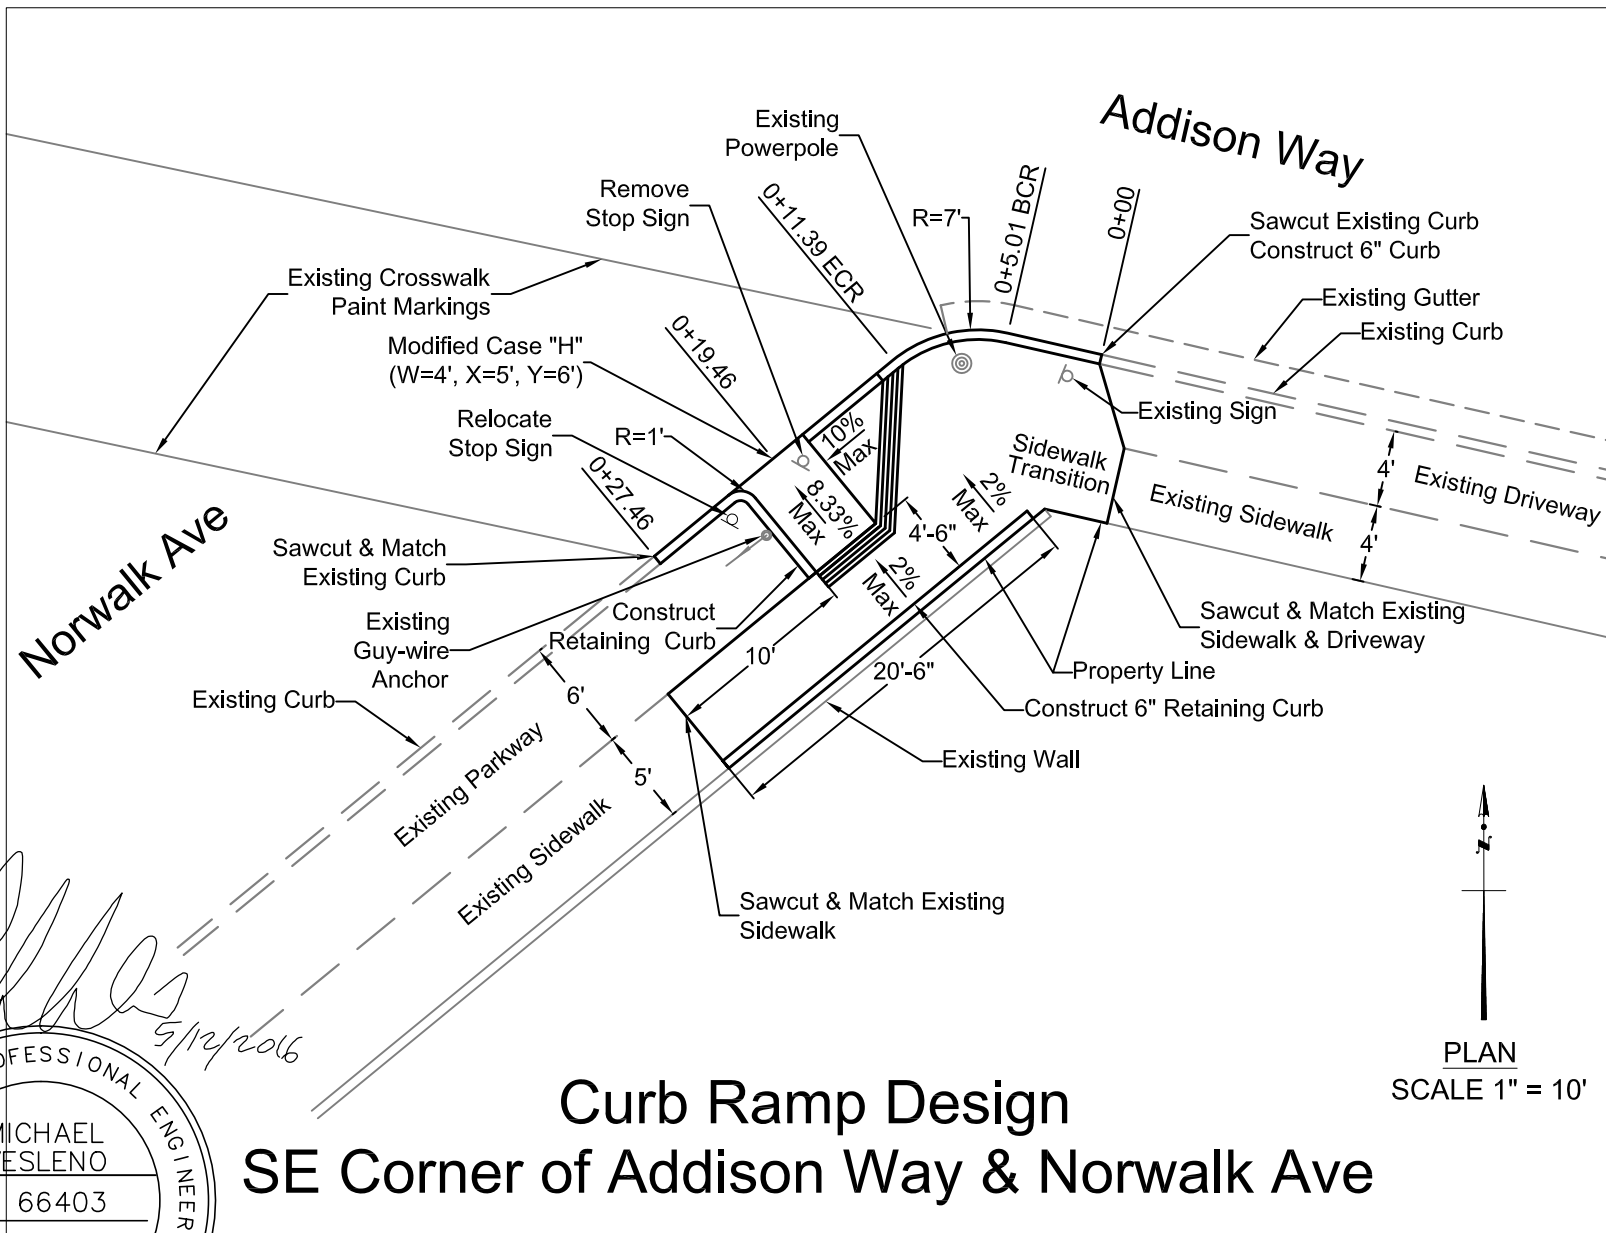 Addison Way
Existing
Powerpole
Remove
Stop Sign
0+11.39 ECR
R=7'
0+5.01 BCR
0+00
Sawcut Existing Curb
Construct 6" Curb
Existing Crosswalk
Paint Markings
Existing Gutter
Existing Curb
Modified Case "H"
(W=4', X=5', Y=6')
0+19.46
Relocate
Stop Sign
R=1'
0+27.46
10%
Max
8.33%
Max
Existing Sign
Sidewalk
Transition
2%
Max
4'-6"
2%
Max
4'
4'
Existing Driveway
Existing Sidewalk
Norwalk Ave
Sawcut & Match
Existing Curb
Existing
Guy-wire
Anchor
Construct
Retaining Curb
10'
20'-6"
Sawcut & Match Existing
Sidewalk & Driveway
Property Line
Construct 6" Retaining Curb
Existing Wall
Existing Curb
6'
5'
Existing Parkway
Existing Sidewalk
Sawcut & Match Existing
Sidewalk
N
PLAN
SCALE 1" = 10'
5/12/2016
OFESSIONAL ENGINEER
MICHAEL
ESLENO
66403
Curb Ramp Design
SE Corner of Addison Way & Norwalk Ave